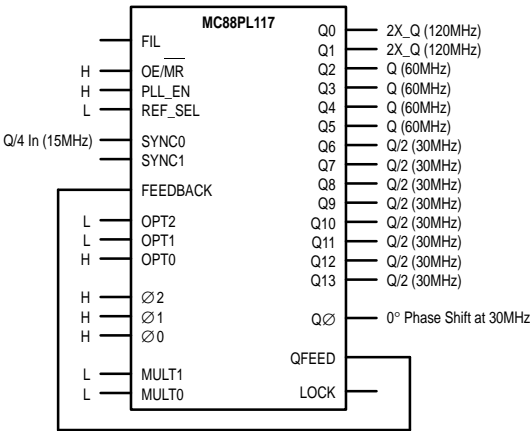 MC88PL117
FIL
H OE/MR
H PLL_EN
L REF_SEL
Q/4 In (15MHz) SYNC0
SYNC1
FEEDBACK
L OPT2
L OPT1
H OPT0
H ∅2
H ∅1
H ∅0
L MULT1
L MULT0
Q0 2X_Q (120MHz)
Q1 2X_Q (120MHz)
Q2 Q (60MHz)
Q3 Q (60MHz)
Q4 Q (60MHz)
Q5 Q (60MHz)
Q6 Q/2 (30MHz)
Q7 Q/2 (30MHz)
Q8 Q/2 (30MHz)
Q9 Q/2 (30MHz)
Q10 Q/2 (30MHz)
Q11 Q/2 (30MHz)
Q12 Q/2 (30MHz)
Q13 Q/2 (30MHz)
Q∅ 0° Phase Shift at 30MHz
QFEED
LOCK